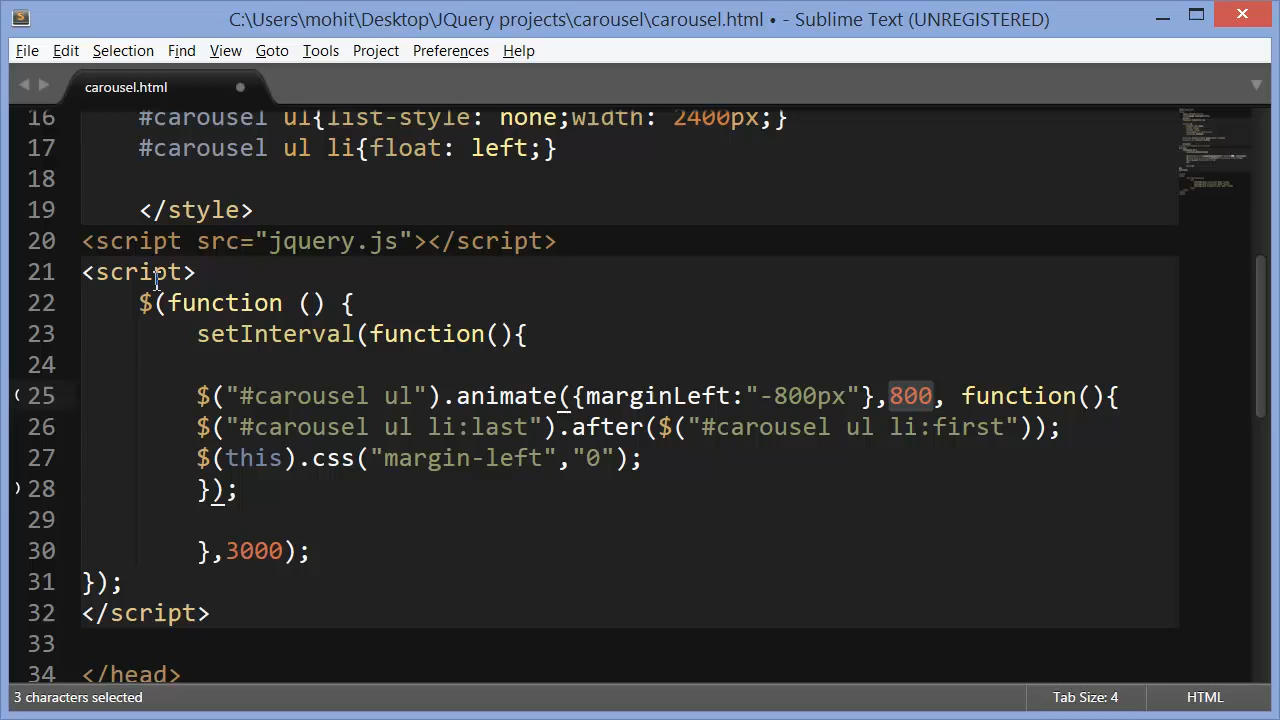 C:\Users\mohit\Desktop\JQuery projects\carousel\carousel.html • - Sublime Text (UNREGISTERED)
File Edit Selection Find View Goto Tools Project Preferences Help
carousel.html
16 #carousel ul{list-style: none;width: 2400px;}
17 #carousel ul li{float: left;}
18
19 </style>
20 <script src="jquery.js"></script>
21 <script>
22 $(function () {
23 setInterval(function(){
24
25 $("#carousel ul").animate({marginLeft:"-800px"},800, function(){
26 $("#carousel ul li:last").after($("#carousel ul li:first"));
27 $(this).css("margin-left","0");
28 });
29
30 },3000);
31 });
32 </script>
33
34 </head>
3 characters selected Tab Size: 4 HTML